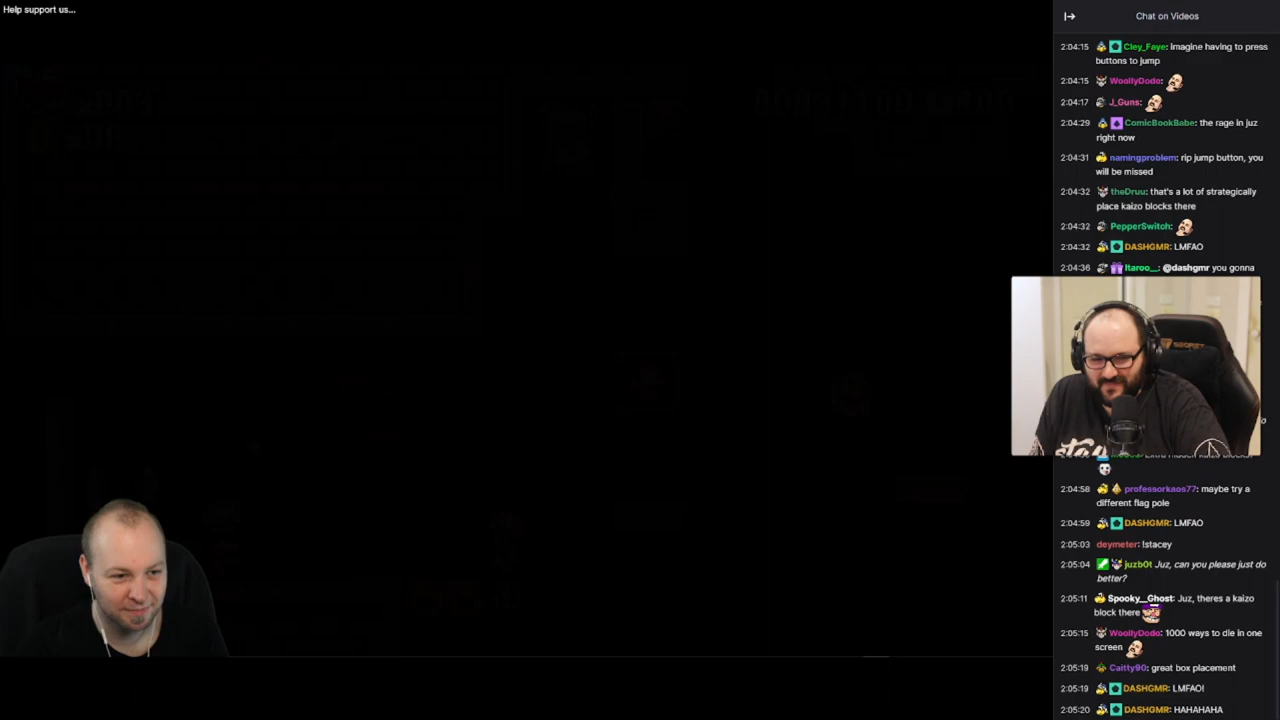 Help support us...
Chat on Videos
2:04:15 Cley_Faye: imagine having to press
buttons to jump
2:04:15 WoollyDodo:
2:04:17 J_Guns:
2:04:29 ComicBookBabe: the rage in juz
right now
2:04:31 namingproblem: rip jump button, you
will be missed
2:04:32 theDruu: that's a lot of strategically
place kaizo blocks there
2:04:32 PepperSwitch:
2:04:32 DASHGMR: LMFAO
2:04:36 Itaroo__: @dashgmr you gonna
2:04:58 professorkaos77: maybe try a
different flag pole
2:04:59 DASHGMR: LMFAO
2:05:03 deymeter: !stacey
2:05:04 juzb0t Juz, can you please just do
better?
2:05:11 Spooky__Ghost: Juz, theres a kaizo
block there
2:05:15 WoollyDodo: 1000 ways to die in one
screen
2:05:19 Caitty90: great box placement
2:05:19 DASHGMR: LMFAO!
2:05:20 DASHGMR: HAHAHAHA